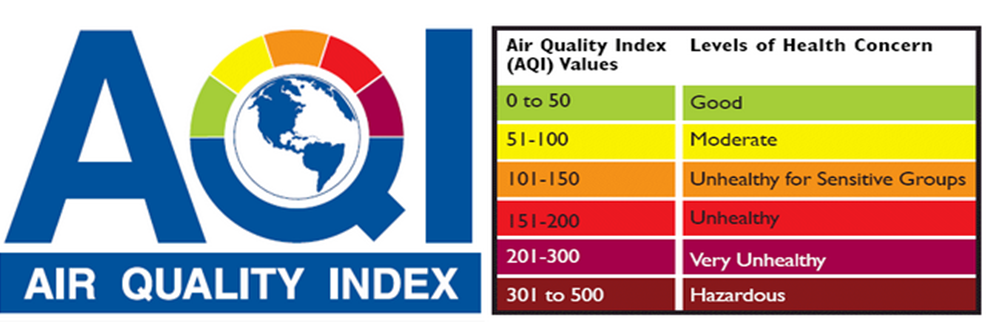 AQI
AIR QUALITY INDEX
Air Quality Index Levels of Health Concern
(AQI) Values
0 to 50 Good
51-100 Moderate
101-150 Unhealthy for Sensitive Groups
151-200 Unhealthy
201-300 Very Unhealthy
301 to 500 Hazardous